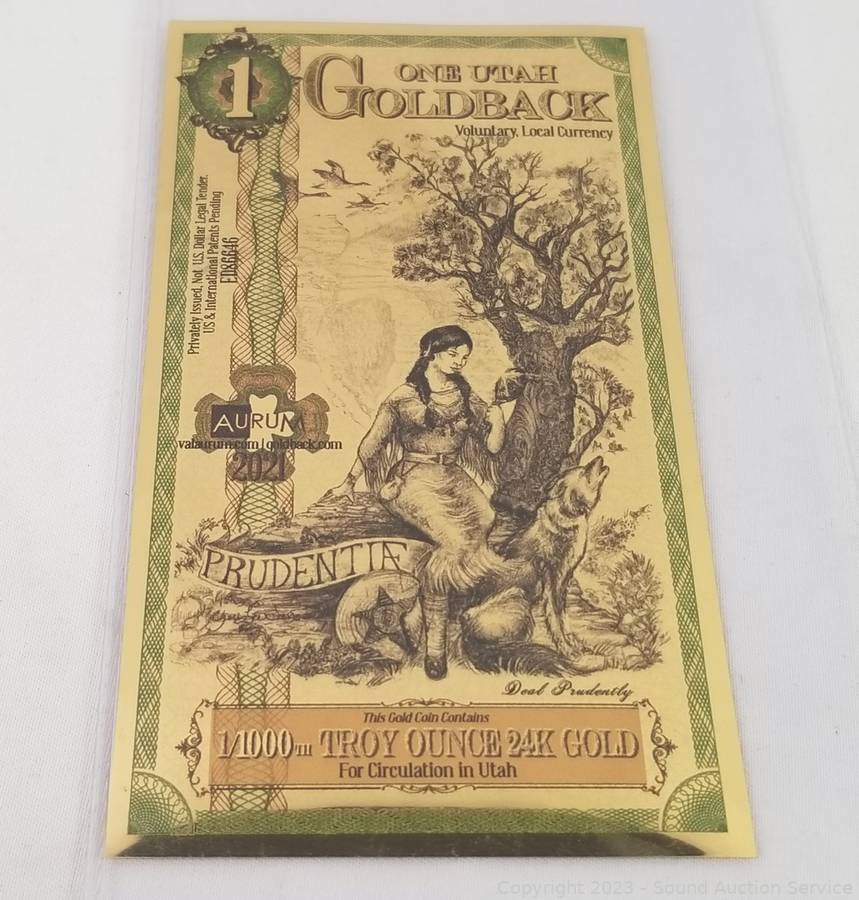 1
ONE UTAH
GOLDBACK
Voluntary, Local Currency
Privately Issued, Not U.S. Dollar Legal Tender.
US & International Patents Pending
AURUM
valaurum.com | goldback.com
2021
PRUDENTIA
Deal Prudently
This Gold Coin Contains
1/1000TH TROY OUNCE 24K GOLD
For Circulation in Utah
Copyright 2023 - Sound Auction Service